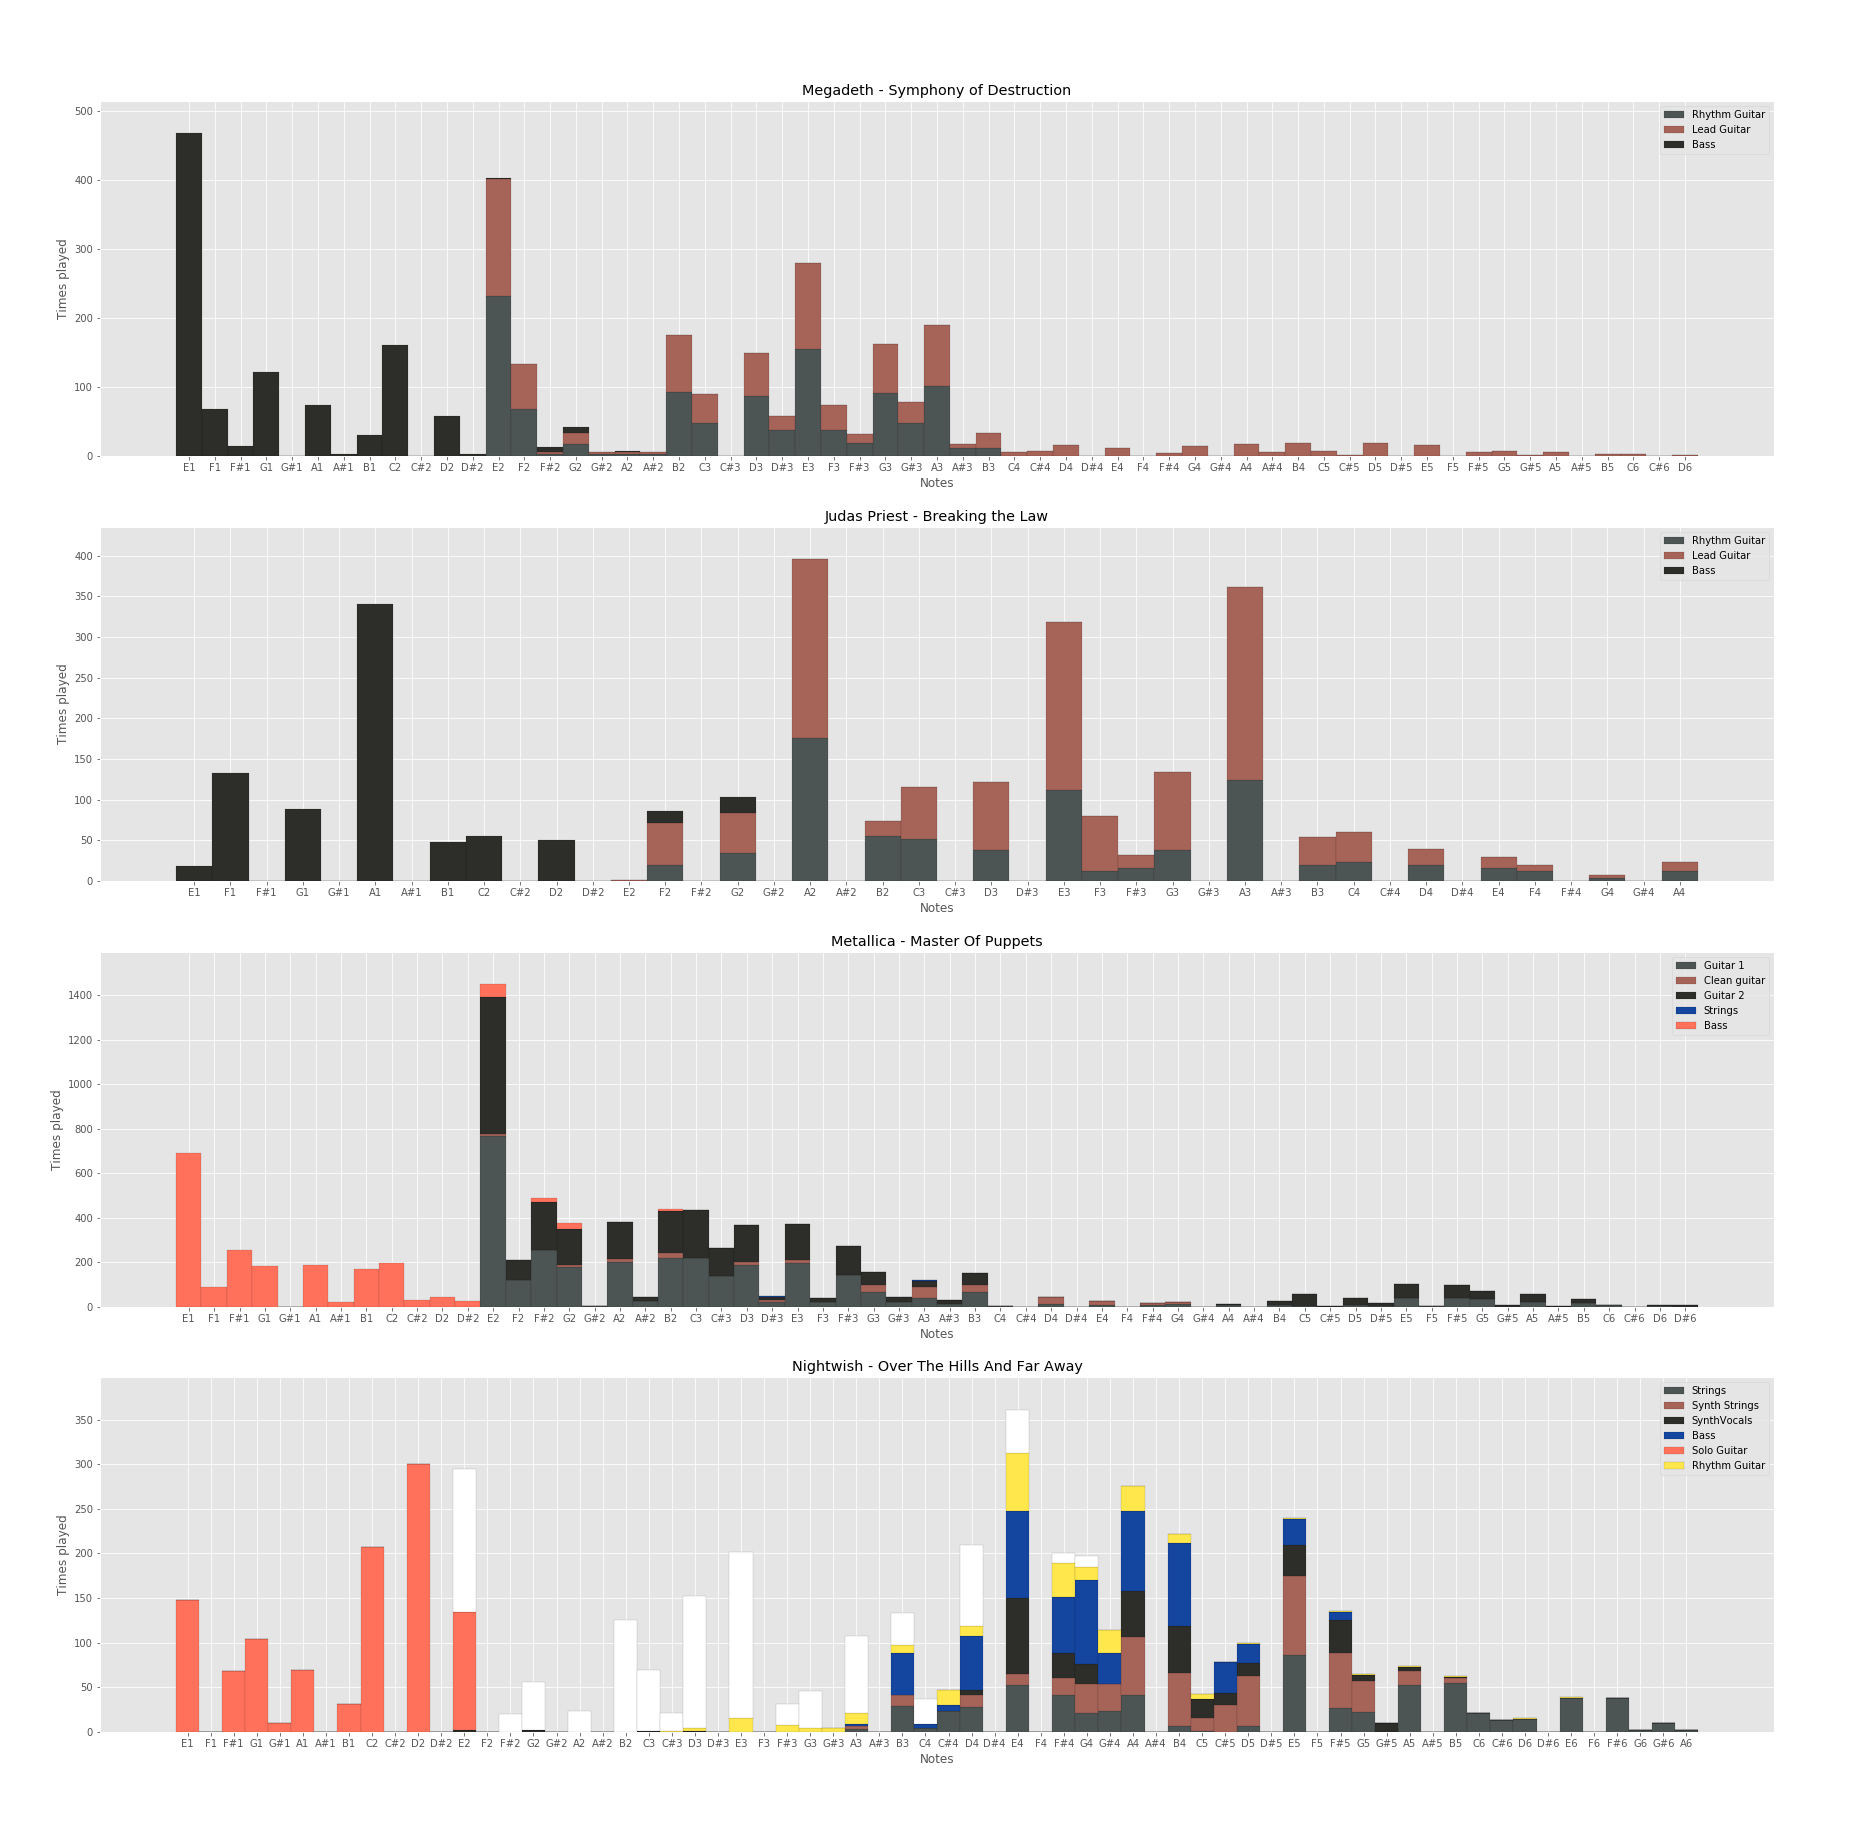 Megadeth - Symphony of Destruction
500
400
300
200
100
0
Times played
Rhythm Guitar
Lead Guitar
Bass
E1 F1 F#1 G1 G#1 A1 A#1 B1 C2 C#2 D2 D#2 E2 F2 F#2 G2 G#2 A2 A#2 B2 C3 C#3 D3 D#3 E3 F3 F#3 G3 G#3 A3 A#3 B3 C4 C#4 D4 D#4 E4 F4 F#4 G4 G#4 A4 A#4 B4 C5 C#5 D5 D#5 E5 F5 F#5 G5 G#5 A5 A#5 B5 C6 C#6 D6
Notes
Judas Priest - Breaking the Law
400
350
300
250
200
150
100
50
0
Times played
Rhythm Guitar
Lead Guitar
Bass
E1 F1 F#1 G1 G#1 A1 A#1 B1 C2 C#2 D2 D#2 E2 F2 F#2 G2 G#2 A2 A#2 B2 C3 C#3 D3 D#3 E3 F3 F#3 G3 G#3 A3 A#3 B3 C4 C#4 D4 D#4 E4 F4 F#4 G4 G#4 A4
Notes
Metallica - Master Of Puppets
1400
1200
1000
800
600
400
200
0
Times played
Guitar 1
Clean guitar
Guitar 2
Strings
Bass
E1 F1 F#1 G1 G#1 A1 A#1 B1 C2 C#2 D2 D#2 E2 F2 F#2 G2 G#2 A2 A#2 B2 C3 C#3 D3 D#3 E3 F3 F#3 G3 G#3 A3 A#3 B3 C4 C#4 D4 D#4 E4 F4 F#4 G4 G#4 A4 A#4 B4 C5 C#5 D5 D#5 E5 F5 F#5 G5 G#5 A5 A#5 B5 C6 C#6 D6 D#6
Notes
Nightwish - Over The Hills And Far Away
350
300
250
200
150
100
50
0
Times played
Strings
Synth Strings
SynthVocals
Bass
Solo Guitar
Rhythm Guitar
E1 F1 F#1 G1 G#1 A1 A#1 B1 C2 C#2 D2 D#2 E2 F2 F#2 G2 G#2 A2 A#2 B2 C3 C#3 D3 D#3 E3 F3 F#3 G3 G#3 A3 A#3 B3 C4 C#4 D4 D#4 E4 F4 F#4 G4 G#4 A4 A#4 B4 C5 C#5 D5 D#5 E5 F5 F#5 G5 G#5 A5 A#5 B5 C6 C#6 D6 D#6 E6 F6 F#6 G6 G#6 A6
Notes